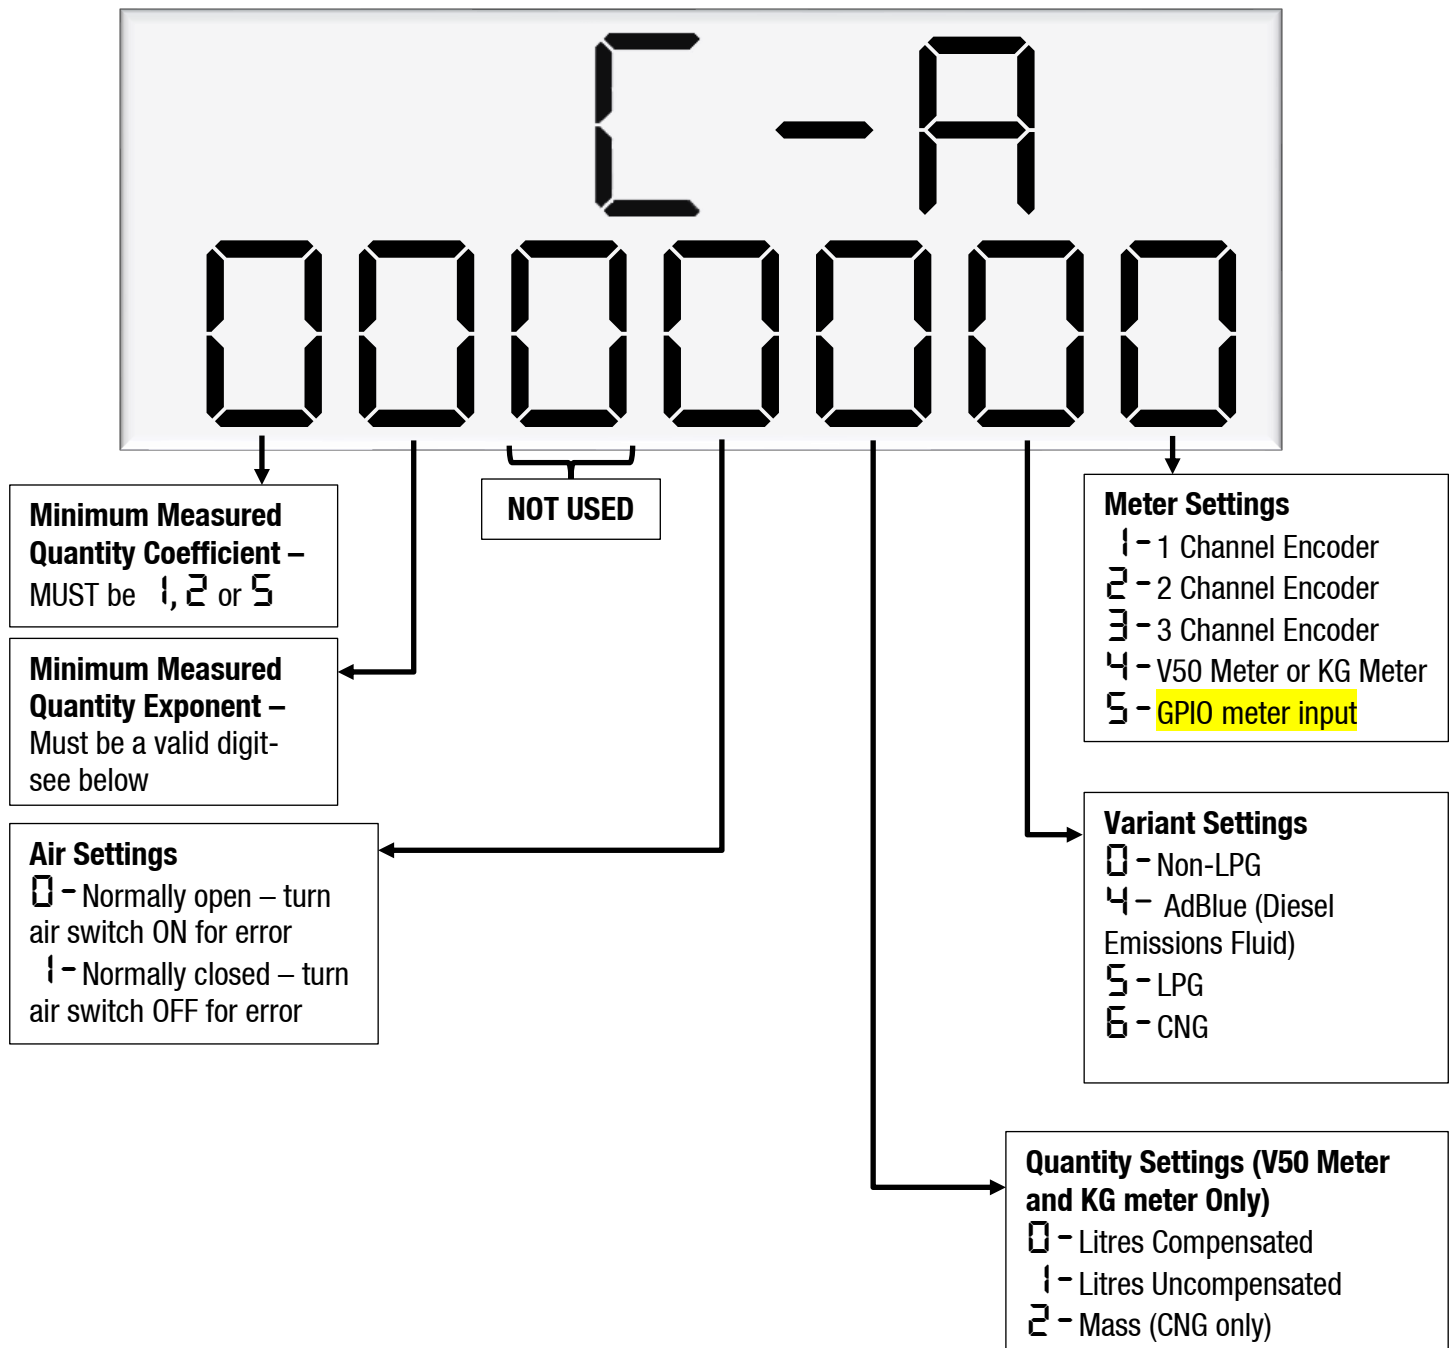 C-A
0000000
Minimum Measured
Quantity Coefficient –
MUST be 1, 2 or 5
NOT USED
Minimum Measured
Quantity Exponent –
Must be a valid digit-
see below
Air Settings
0 - Normally open – turn
air switch ON for error
1 - Normally closed – turn
air switch OFF for error
Meter Settings
1 - 1 Channel Encoder
2 - 2 Channel Encoder
3 - 3 Channel Encoder
4 - V50 Meter or KG Meter
5 - GPIO meter input
Variant Settings
0 - Non-LPG
4 - AdBlue (Diesel
Emissions Fluid)
5 - LPG
6 - CNG
Quantity Settings (V50 Meter
and KG meter Only)
0 - Litres Compensated
1 - Litres Uncompensated
2 - Mass (CNG only)